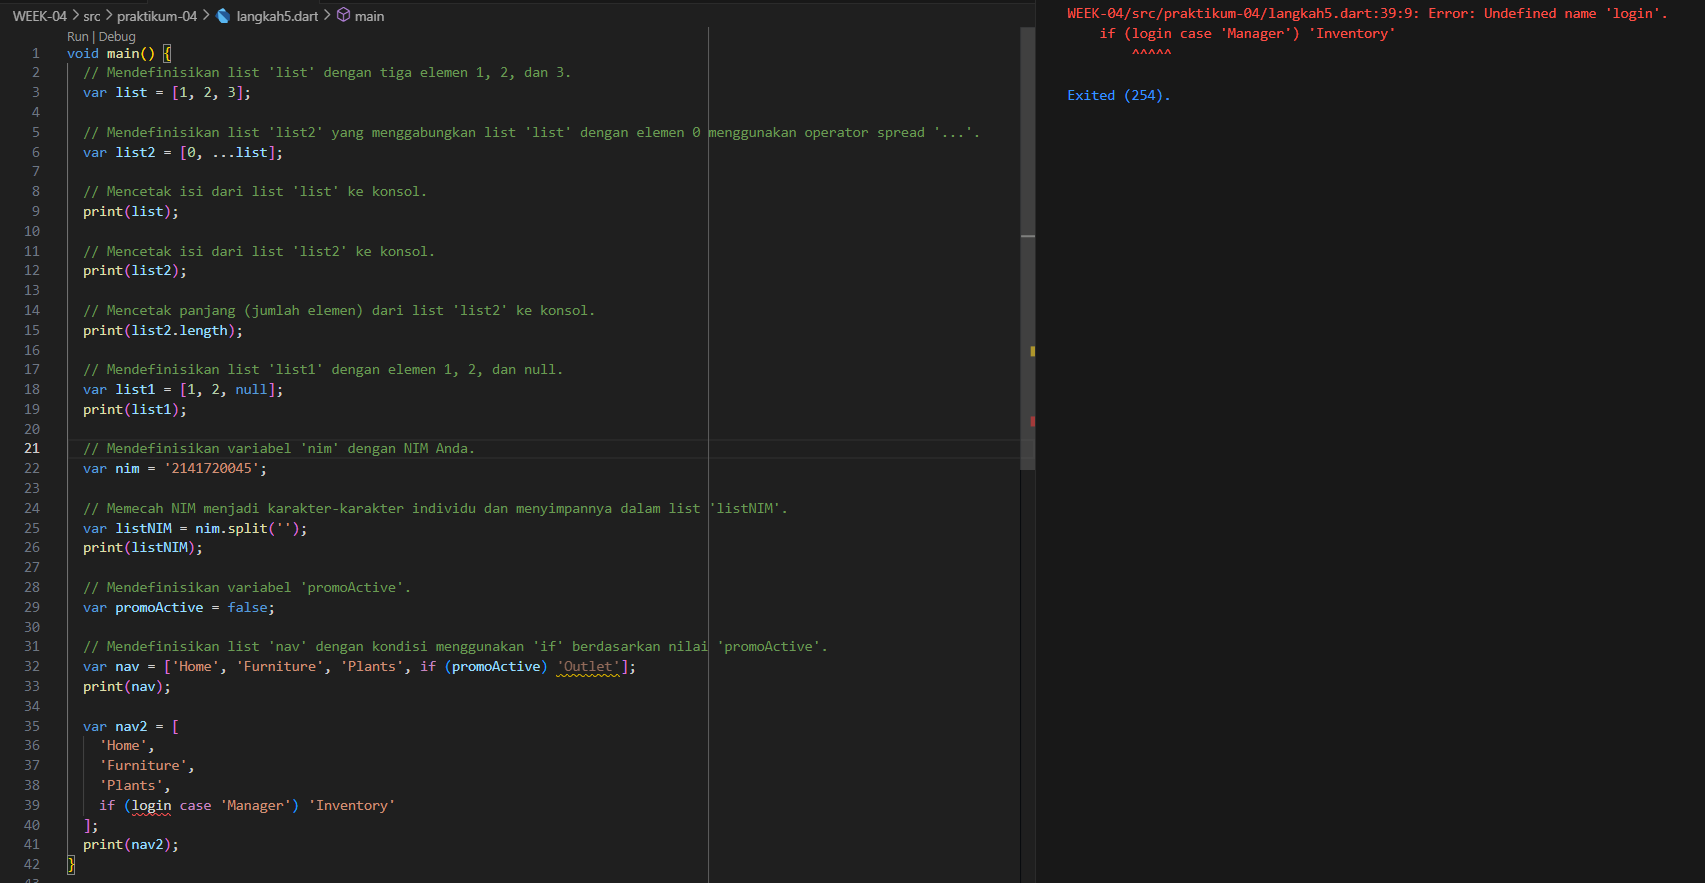 WEEK-04 > src > praktikum-04 > langkah5.dart > main
Run | Debug
1 void main() {
2 // Mendefinisikan list 'list' dengan tiga elemen 1, 2, dan 3.
3 var list = [1, 2, 3];
4
5 // Mendefinisikan list 'list2' yang menggabungkan list 'list' dengan elemen 0 menggunakan operator spread '...'.
6 var list2 = [0, ...list];
7
8 // Mencetak isi dari list 'list' ke konsol.
9 print(list);
10
11 // Mencetak isi dari list 'list2' ke konsol.
12 print(list2);
13
14 // Mencetak panjang (jumlah elemen) dari list 'list2' ke konsol.
15 print(list2.length);
16
17 // Mendefinisikan list 'list1' dengan elemen 1, 2, dan null.
18 var list1 = [1, 2, null];
19 print(list1);
20
21 // Mendefinisikan variabel 'nim' dengan NIM Anda.
22 var nim = '2141720045';
23
24 // Memecah NIM menjadi karakter-karakter individu dan menyimpannya dalam list 'listNIM'.
25 var listNIM = nim.split('');
26 print(listNIM);
27
28 // Mendefinisikan variabel 'promoActive'.
29 var promoActive = false;
30
31 // Mendefinisikan list 'nav' dengan kondisi menggunakan 'if' berdasarkan nilai 'promoActive'.
32 var nav = ['Home', 'Furniture', 'Plants', if (promoActive) 'Outlet'];
33 print(nav);
34
35 var nav2 = [
36 'Home',
37 'Furniture',
38 'Plants',
39 if (login case 'Manager') 'Inventory'
40 ];
41 print(nav2);
42 }
43
WEEK-04/src/praktikum-04/langkah5.dart:39:9: Error: Undefined name 'login'.
if (login case 'Manager') 'Inventory'
^^^^^
Exited (254).